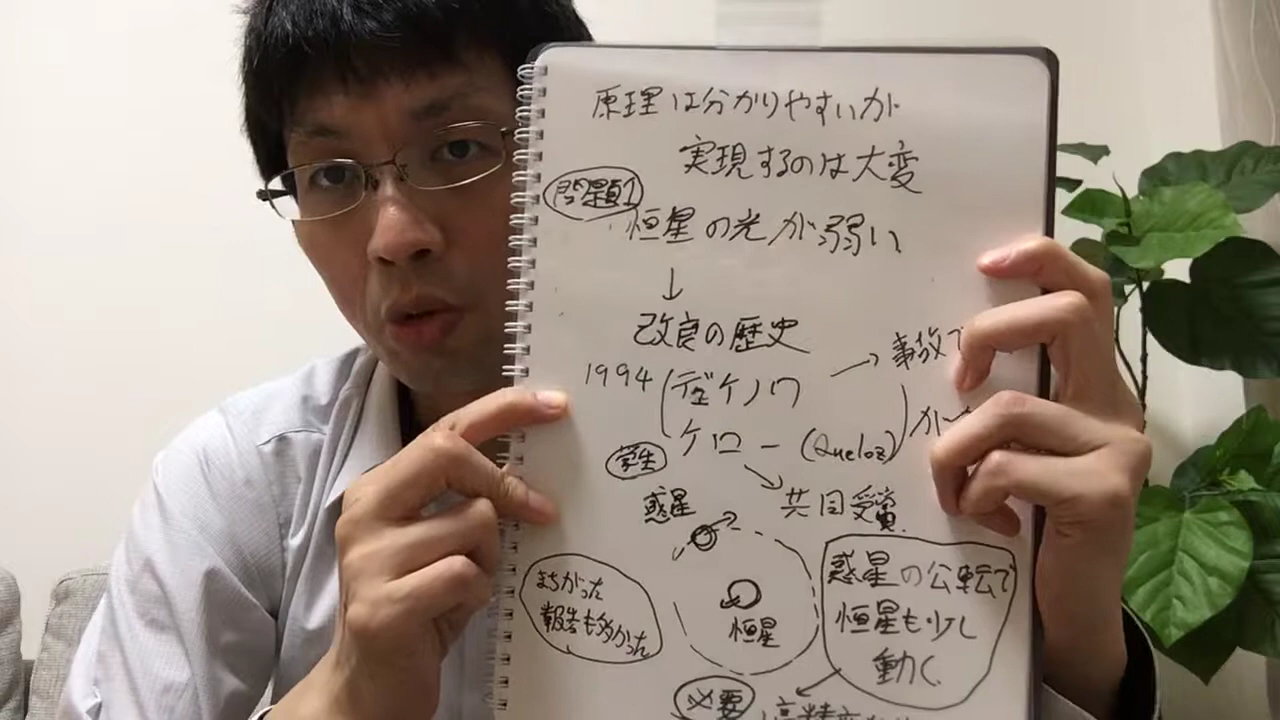 原理は分かりやすいが
実現するのは大変
問題1
恒星の光が弱い
↓
改良の歴史
1994 (デュケノワ → 事故で
学生 ケロー (Queloz))
↘ 共同受賞
惑星
恒星
まちがった
報告も多かった
惑星の公転で
恒星も少し
動く
必要